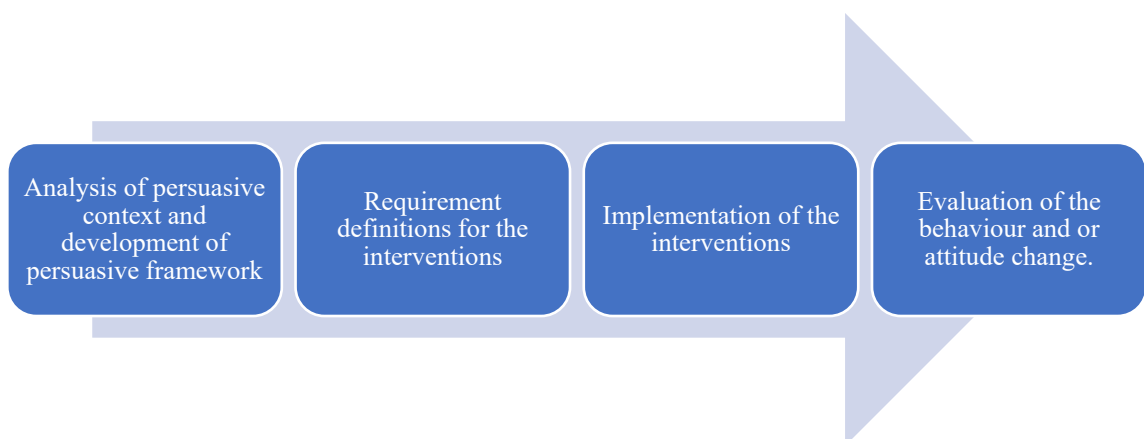 Analysis of persuasive
context and
development of
persuasive framework
Requirement
definitions for the
interventions
Implementation of the
interventions
Evaluation of the
behaviour and or
attitude change.